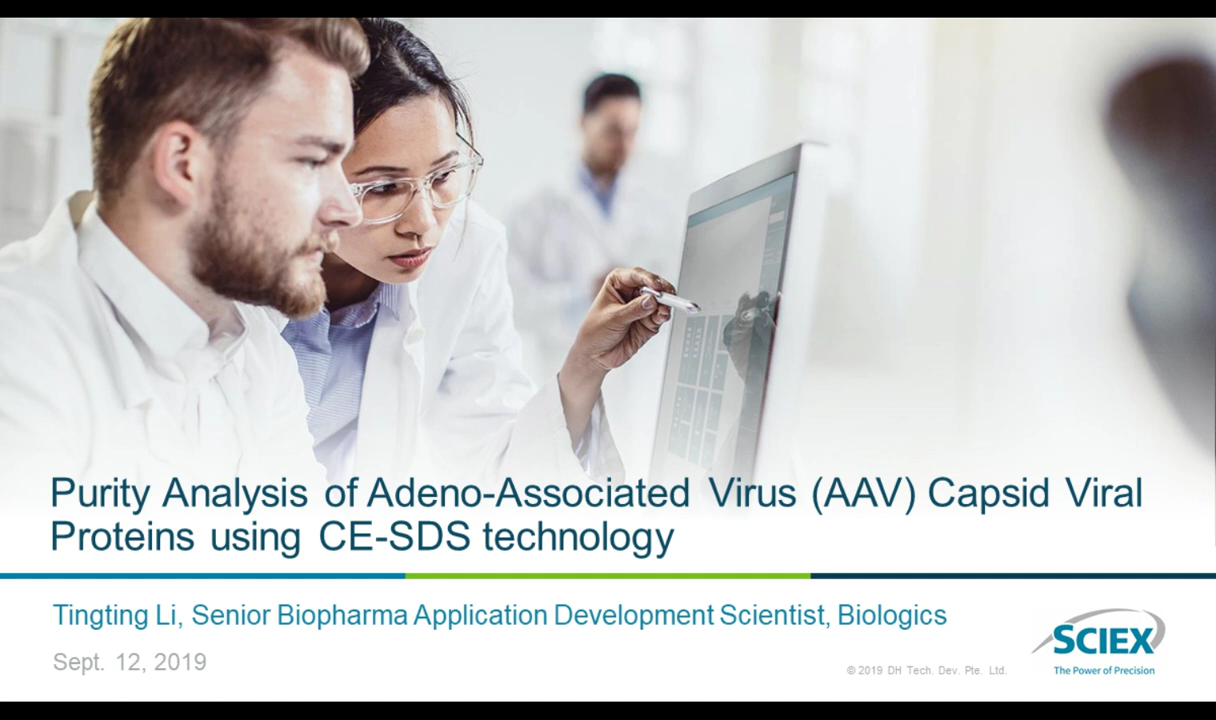 Purity Analysis of Adeno-Associated Virus (AAV) Capsid Viral
Proteins using CE-SDS technology
Tingting Li, Senior Biopharma Application Development Scientist, Biologics
Sept. 12, 2019
© 2019 DH Tech. Dev. Pte. Ltd.
SCIEX
The Power of Precision